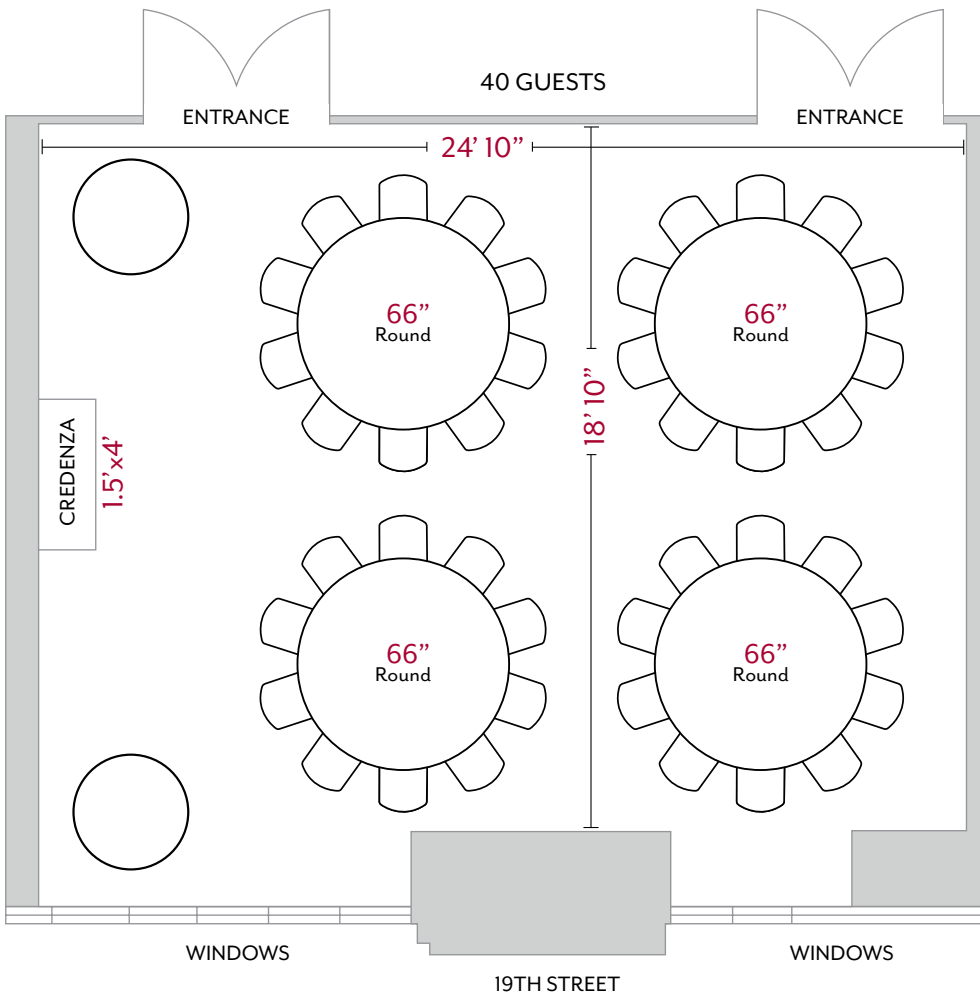 40 GUESTS
ENTRANCE
ENTRANCE
24’ 10”
66”
Round
66”
Round
18’ 10”
CREDENZA
1.5’x4’
66”
Round
66”
Round
WINDOWS
WINDOWS
19TH STREET